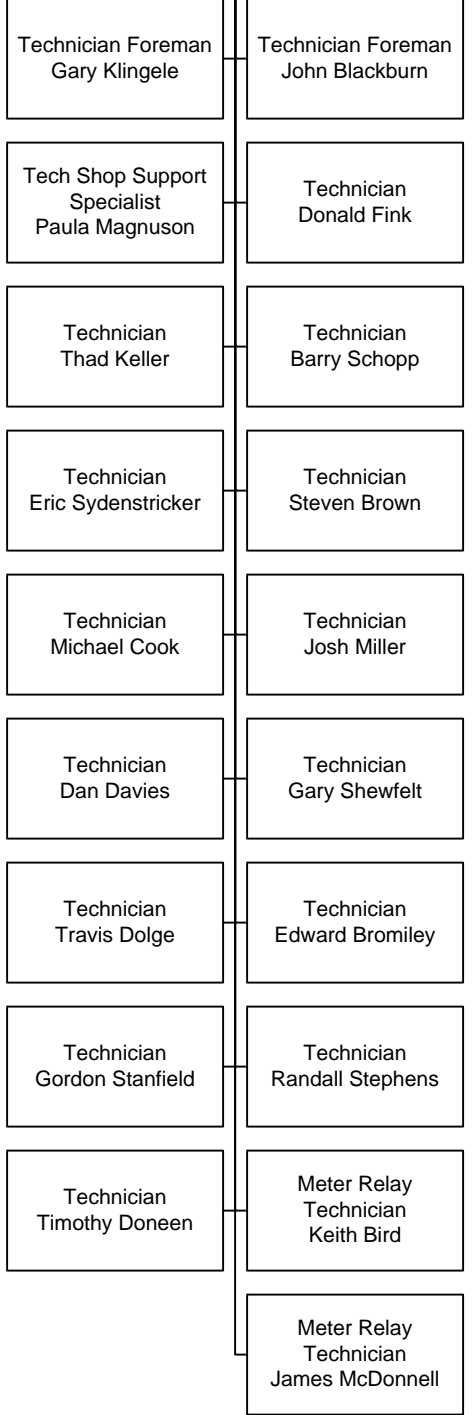 Technician Foreman
Gary Klingele
Technician Foreman
John Blackburn
Tech Shop Support
Specialist
Paula Magnuson
Technician
Donald Fink
Technician
Thad Keller
Technician
Barry Schopp
Technician
Eric Sydenstricker
Technician
Steven Brown
Technician
Michael Cook
Technician
Josh Miller
Technician
Dan Davies
Technician
Gary Shewfelt
Technician
Travis Dolge
Technician
Edward Bromiley
Technician
Gordon Stanfield
Technician
Randall Stephens
Technician
Timothy Doneen
Meter Relay
Technician
Keith Bird
Meter Relay
Technician
James McDonnell